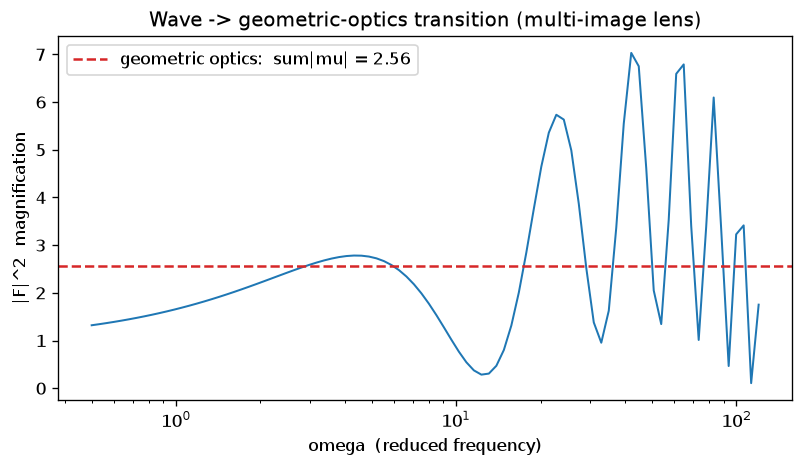 Wave -> geometric-optics transition (multi-image lens)
geometric optics:  sum|mu| = 2.56
|F|^2   magnification
7
6
5
4
3
2
1
0
10^0
10^1
10^2
omega  (reduced frequency)